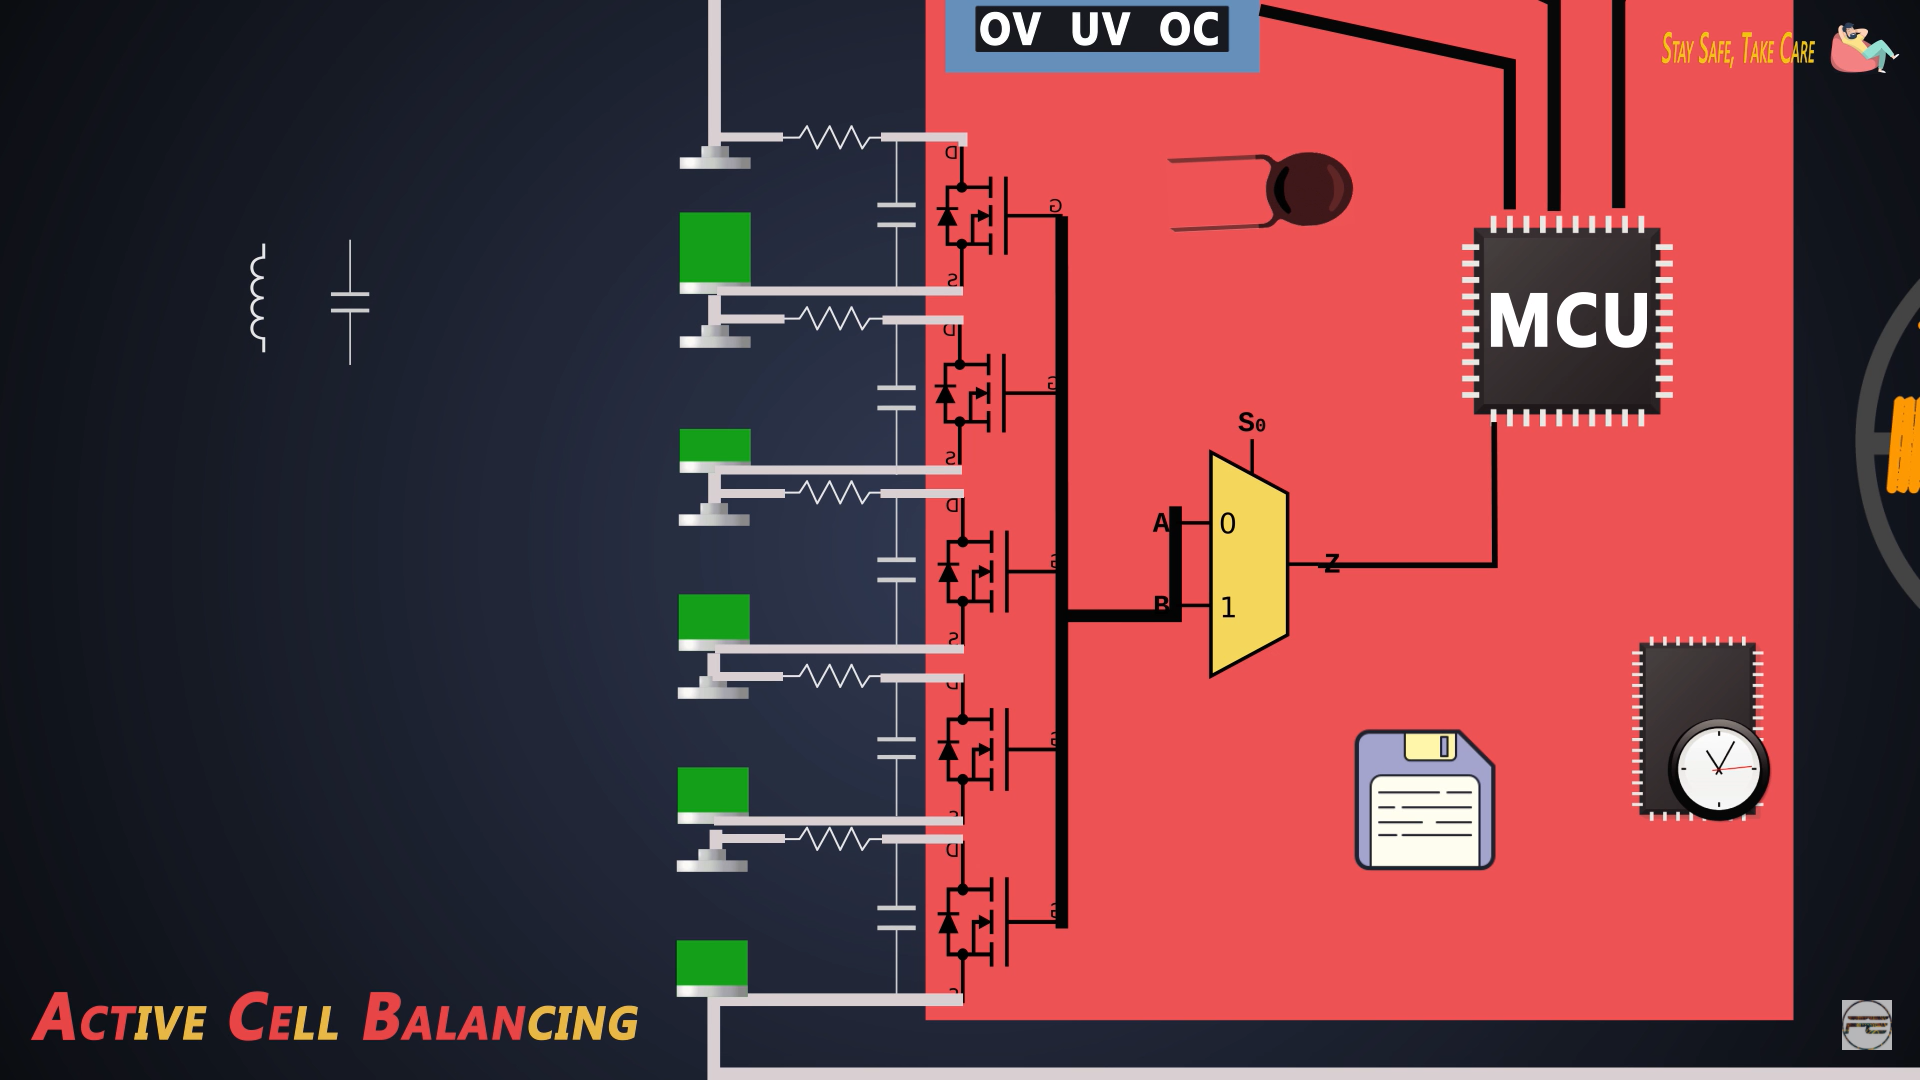 OV UV OC
STAY SAFE, TAKE CARE
D
G
S
MCU
D
G
S
S0
A 0
B 1
Z
D
G
S
D
G
S
D
G
S
ACTIVE CELL BALANCING